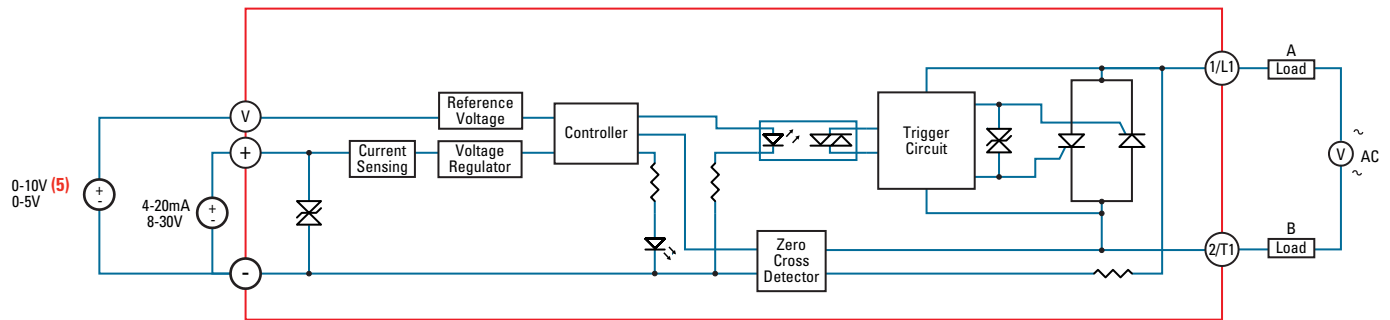 0-10V (5)
0-5V
4-20mA
8-30V
V
+
-
+
-
+
-
Current
Sensing
Reference
Voltage
Voltage
Regulator
Controller
Zero
Cross
Detector
Trigger
Circuit
1/L1
2/T1
A
Load
B
Load
~
V
AC
~